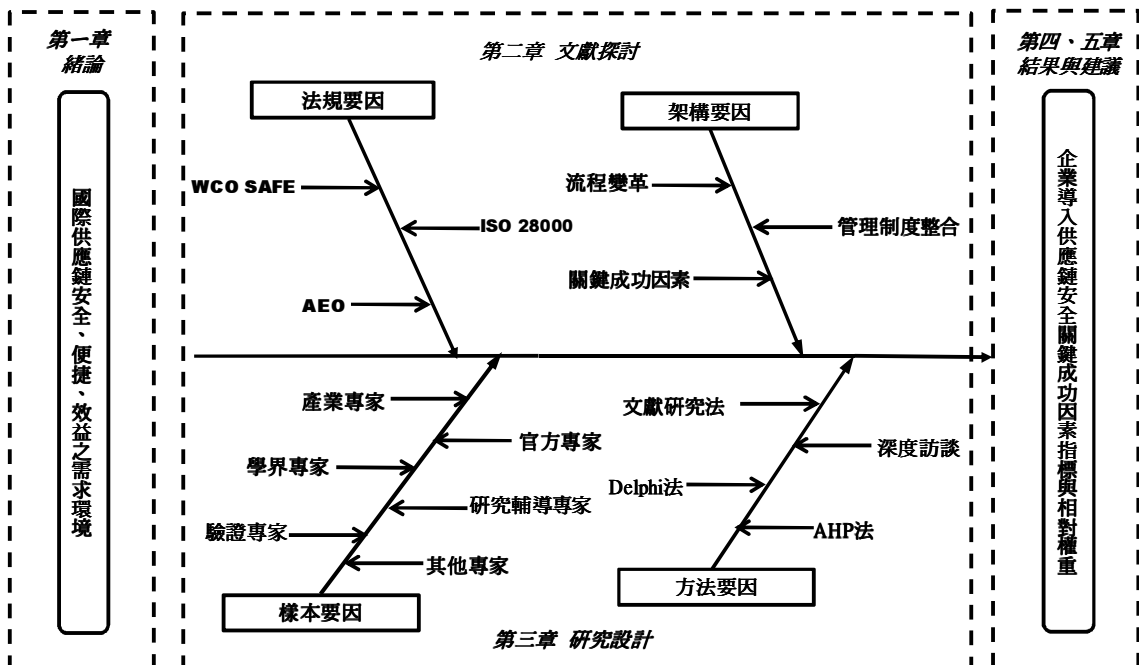 第一章
緒論
國際供應鏈安全、便捷、效益之需求環境
第二章 文獻探討
法規要因
WCO SAFE
ISO 28000
AEO
架構要因
流程變革
管理制度整合
關鍵成功因素
產業專家
官方專家
學界專家
研究輔導專家
驗證專家
其他專家
樣本要因
文獻研究法
深度訪談
Delphi法
AHP法
方法要因
第三章 研究設計
第四、五章
結果與建議
企業導入供應鏈安全關鍵成功因素指標與相對權重